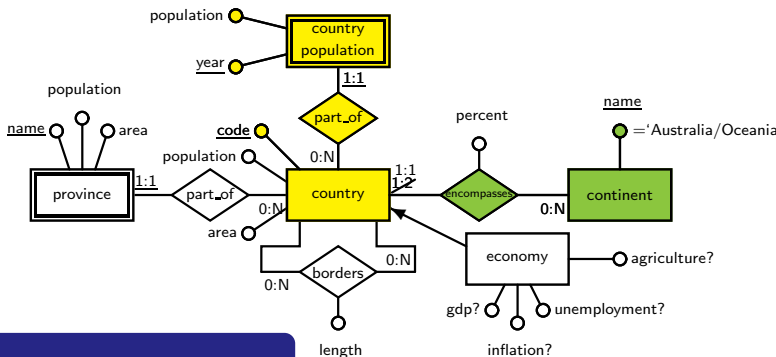 population
country
population
year
1:1
part_of
0:N
population
name
area
province
1:1
part_of
0:N
code
population
area
country
1:1
1:2
percent
encompasses
0:N
name
='Australia/Oceania
continent
0:N
borders
0:N
length
economy
agriculture?
gdp?
unemployment?
inflation?